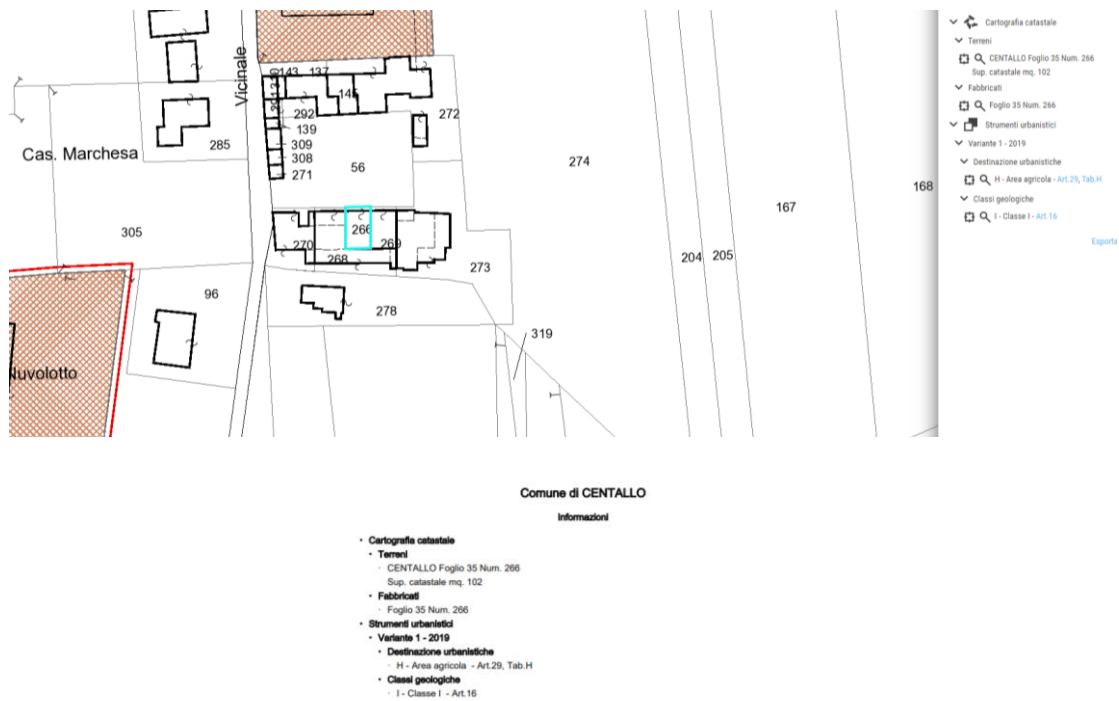 Vicinale
143 137
145
292
139
309
308
271
272
285
Cas. Marchesa
56
274
168
167
305
266
270
269
268
273
204 205
96
278
319
Nuvolotto
Cartografia catastale
Terreni
CENTALLO Foglio 35 Num. 266
Sup. catastale mq. 102
Fabbricati
Foglio 35 Num. 266
Strumenti urbanistici
Variante 1 - 2019
Destinazione urbanistiche
H - Area agricola - Art.29, Tab.H
Classi geologiche
I - Classe I - Art.16
Esporta
Comune di CENTALLO
Informazioni
• Cartografia catastale
• Terreni
· CENTALLO Foglio 35 Num. 266
Sup. catastale mq. 102
• Fabbricati
· Foglio 35 Num. 266
• Strumenti urbanistici
• Variante 1 - 2019
• Destinazione urbanistiche
· H - Area agricola - Art.29, Tab.H
• Classi geologiche
· I - Classe I - Art.16